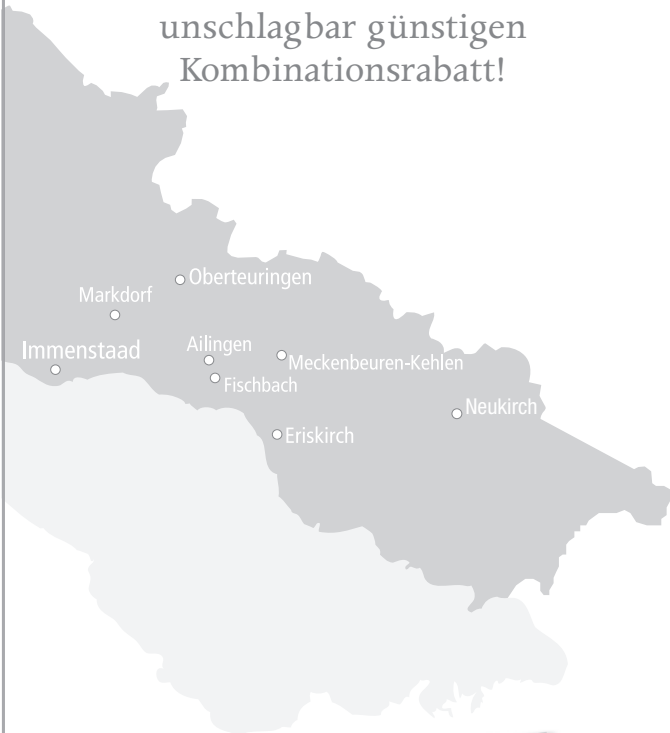 unschlagbar günstigen
Kombinationsrabatt!
Oberteuringen
Markdorf
Immenstaad
Ailingen
Meckenbeuren-Kehlen
Fischbach
Neukirch
Eriskirch